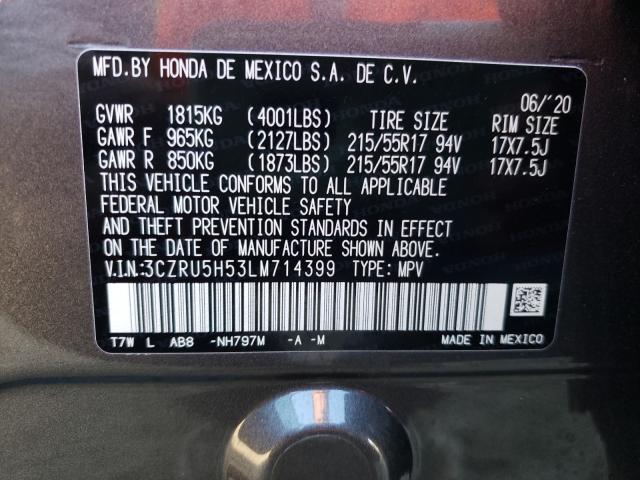 MFD.BY HONDA DE MEXICO S.A. DE C.V.
06/'20
GVWR 1815KG (4001LBS) TIRE SIZE RIM SIZE
GAWR F 965KG (2127LBS) 215/55R17 94V 17X7.5J
GAWR R 850KG (1873LBS) 215/55R17 94V 17X7.5J
THIS VEHICLE CONFORMS TO ALL APPLICABLE
FEDERAL MOTOR VEHICLE SAFETY
AND THEFT PREVENTION STANDARDS IN EFFECT
ON THE DATE OF MANUFACTURE SHOWN ABOVE.
V.I.N:3CZRU5H53LM714399 TYPE: MPV
T7W L AB8 -NH797M -A -M MADE IN MEXICO